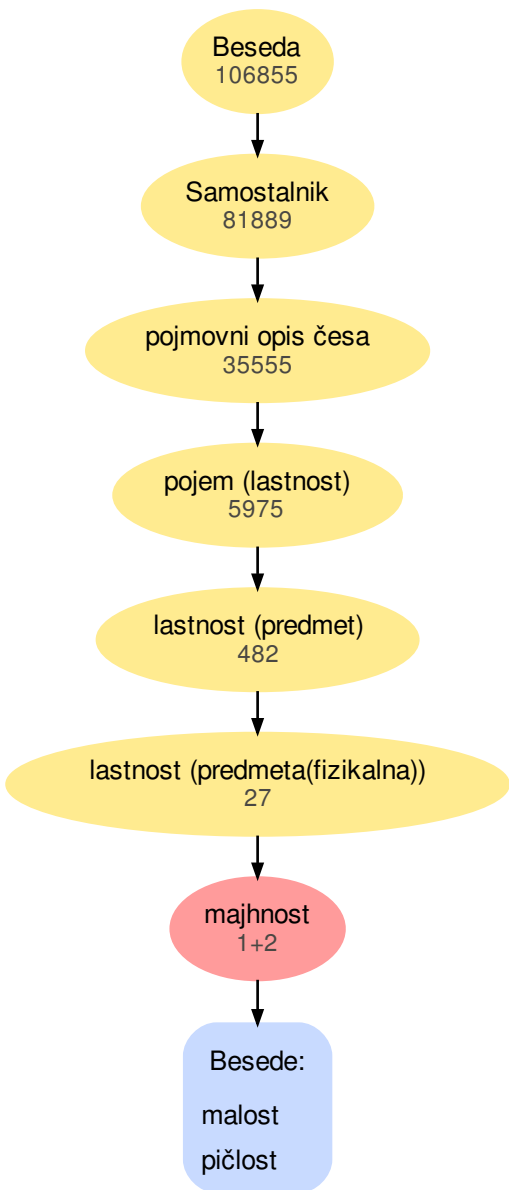 Beseda
106855
Samostalnik
81889
pojmovni opis česa
35555
pojem (lastnost)
5975
lastnost (predmet)
482
lastnost (predmeta(fizikalna))
27
majhnost
1+2
Besede:
malost
pičlost